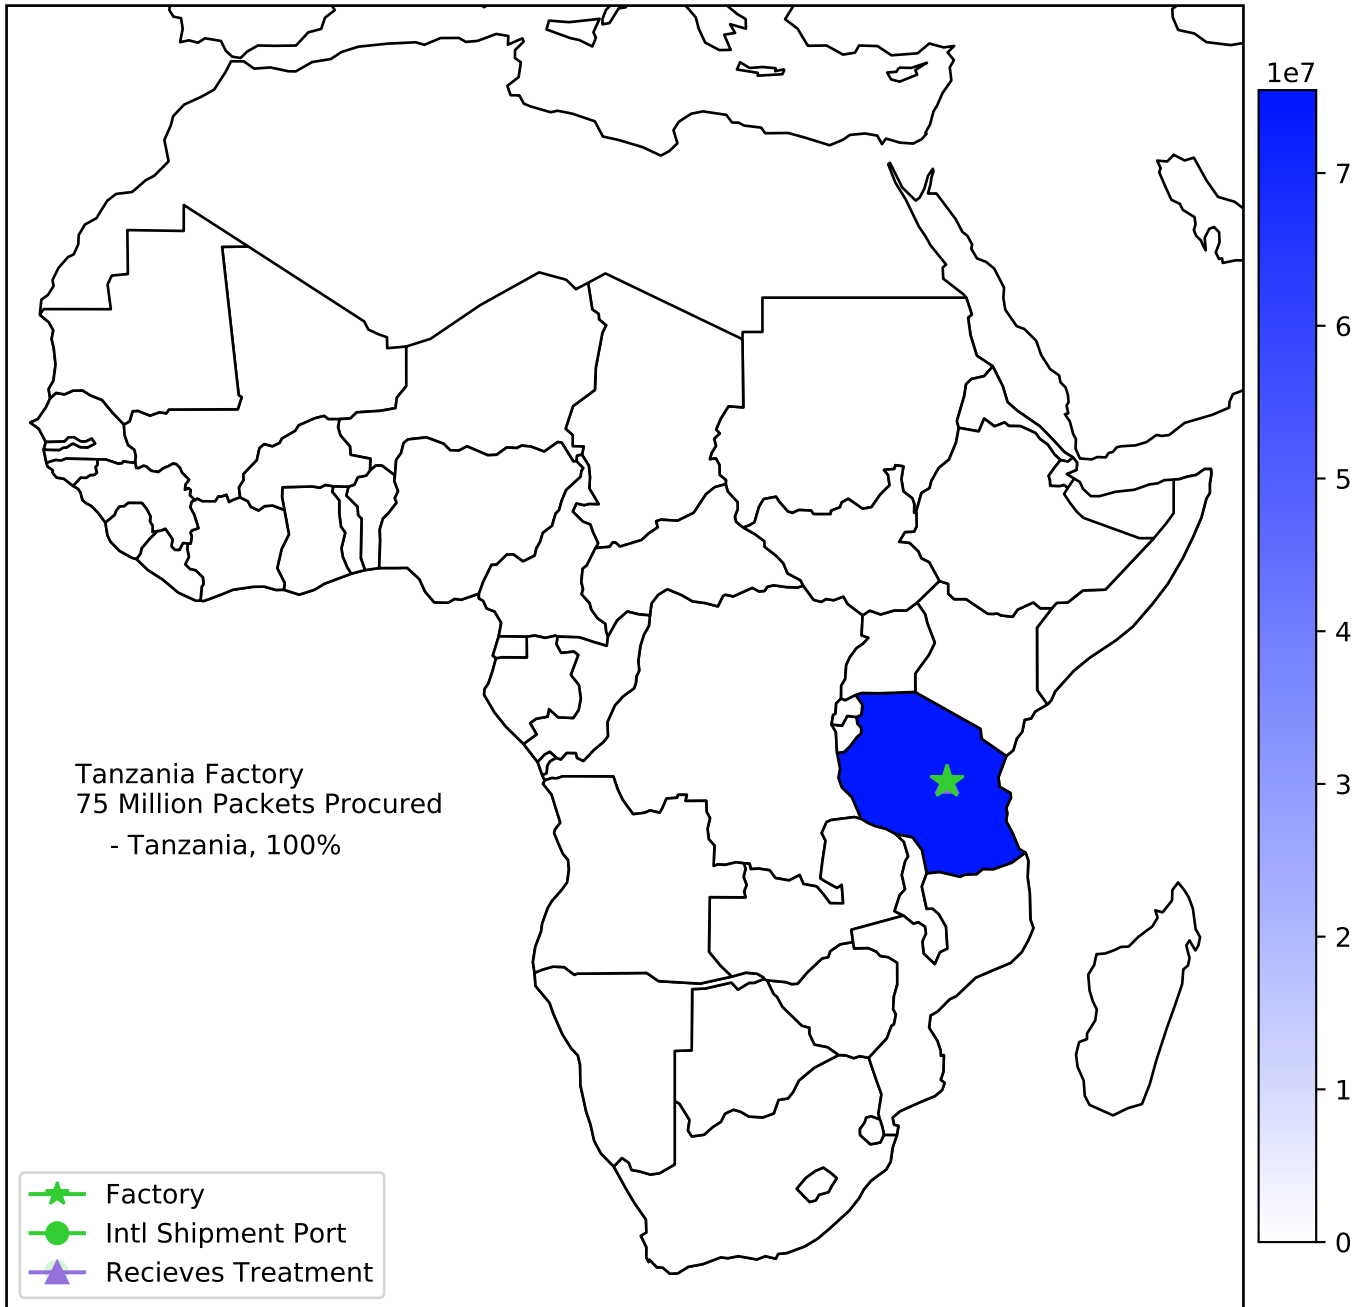 1e7
7
6
5
4
3
2
1
0
Tanzania Factory
75 Million Packets Procured
- Tanzania, 100%
Factory
Intl Shipment Port
Recieves Treatment